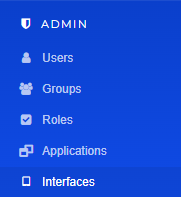 ADMIN
Users
Groups
Roles
Applications
Interfaces